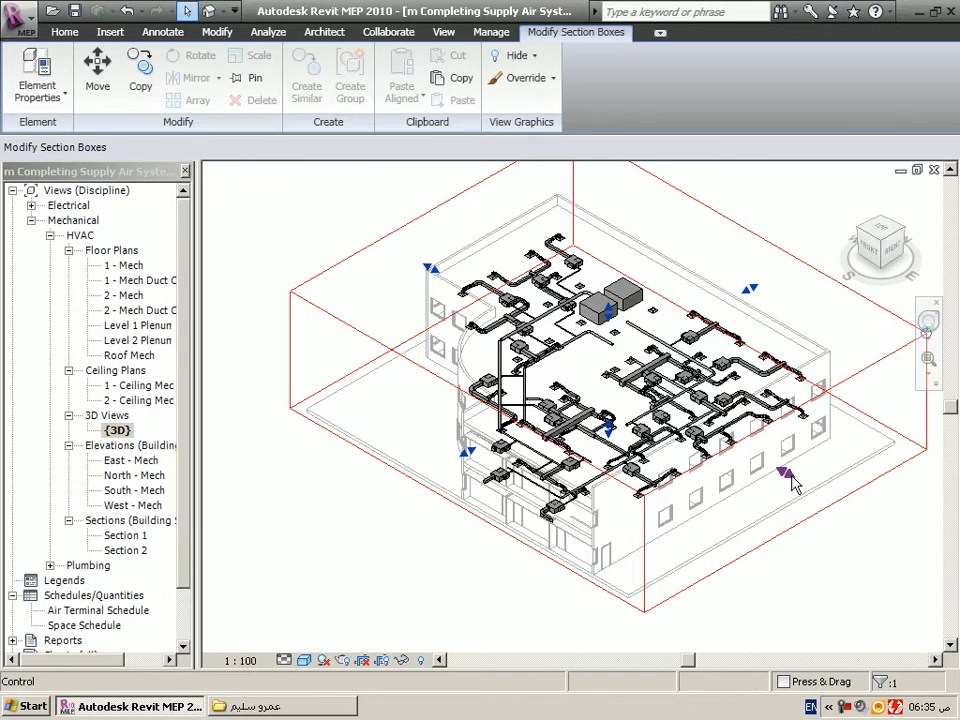 Autodesk Revit MEP 2010 - [m Completing Supply Air Syste...
Type a keyword or phrase
MEP
Home
Insert
Annotate
Modify
Analyze
Architect
Collaborate
View
Manage
Modify Section Boxes
Element Properties
Move
Copy
Rotate
Scale
Mirror
Pin
Array
Delete
Create Similar
Create Group
Paste Aligned
Cut
Copy
Paste
Hide
Override
Element
Modify
Create
Clipboard
View Graphics
Modify Section Boxes
m Completing Supply Air Syste...
Views (Discipline)
Electrical
Mechanical
HVAC
Floor Plans
1 - Mech
1 - Mech Duct C
2 - Mech
2 - Mech Duct C
Level 1 Plenum
Level 2 Plenum
Roof Mech
Ceiling Plans
1 - Ceiling Mec
2 - Ceiling Mec
3D Views
{3D}
Elevations (Building
East - Mech
North - Mech
South - Mech
West - Mech
Sections (Building
Section 1
Section 2
Plumbing
Legends
Schedules/Quantities
Air Terminal Schedule
Space Schedule
Reports
TOP
FRONT
RIGHT
S
E
1 : 100
Control
Press & Drag
:1
Start
Autodesk Revit MEP 2...
عمرو سليم
EN
06:35 ص